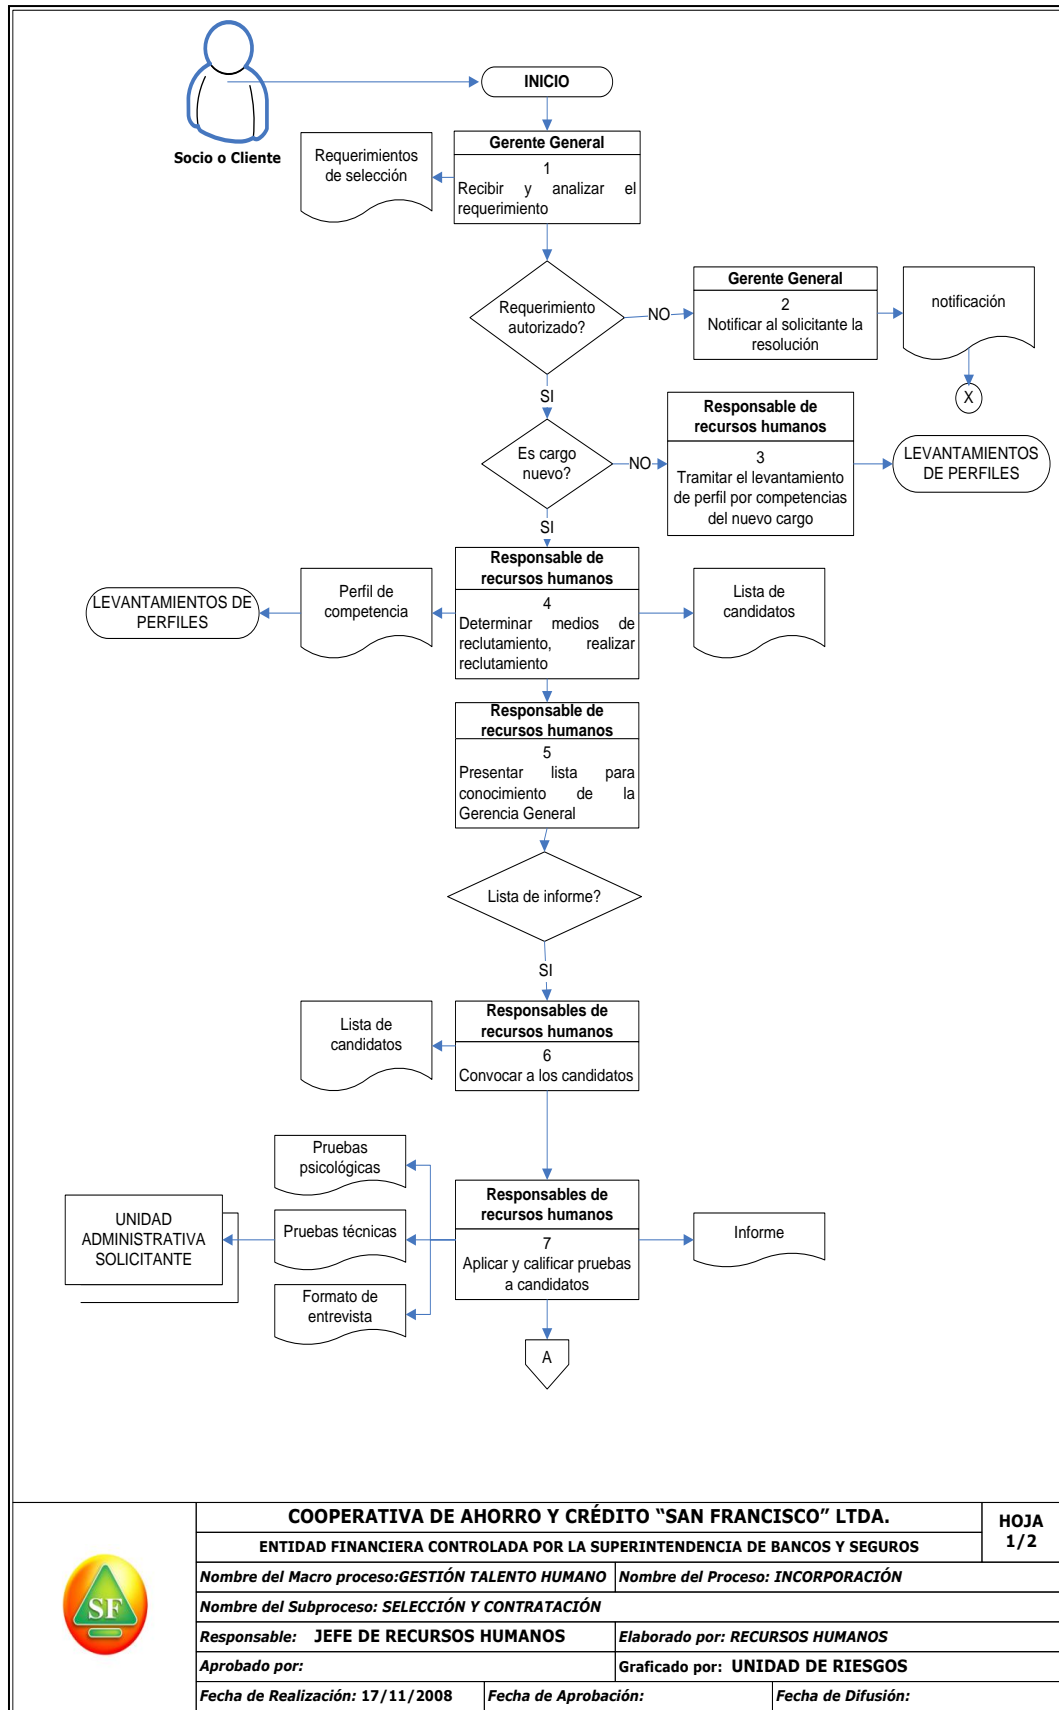 INICIO
Socio o Cliente
Gerente General
1
Recibir y analizar el
requerimiento
Requerimientos
de selección
Requerimiento
autorizado?
NO
Gerente General
2
Notificar al solicitante la
resolución
notificación
X
SI
Es cargo
nuevo?
NO
Responsable de
recursos humanos
3
Tramitar el levantamiento
de perfil por competencias
del nuevo cargo
LEVANTAMIENTOS
DE PERFILES
SI
Responsable de
recursos humanos
4
Determinar medios de
reclutamiento, realizar
reclutamiento
Perfil de
competencia
LEVANTAMIENTOS DE
PERFILES
Lista de
candidatos
Responsable de
recursos humanos
5
Presentar lista para
conocimiento de la
Gerencia General
Lista de informe?
SI
Responsables de
recursos humanos
6
Convocar a los candidatos
Lista de
candidatos
Responsables de
recursos humanos
7
Aplicar y calificar pruebas
a candidatos
Pruebas
psicológicas
Pruebas técnicas
Formato de
entrevista
UNIDAD
ADMINISTRATIVA
SOLICITANTE
Informe
A
SF
COOPERATIVA DE AHORRO Y CRÉDITO “SAN FRANCISCO” LTDA.
HOJA
1/2
ENTIDAD FINANCIERA CONTROLADA POR LA SUPERINTENDENCIA DE BANCOS Y SEGUROS
Nombre del Macro proceso:GESTIÓN TALENTO HUMANO
Nombre del Proceso: INCORPORACIÓN
Nombre del Subproceso: SELECCIÓN Y CONTRATACIÓN
Responsable: JEFE DE RECURSOS HUMANOS
Elaborado por: RECURSOS HUMANOS
Aprobado por:
Graficado por: UNIDAD DE RIESGOS
Fecha de Realización: 17/11/2008
Fecha de Aprobación:
Fecha de Difusión: